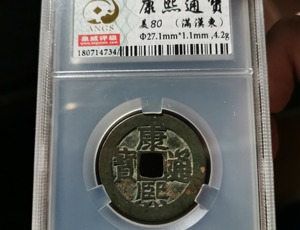 康熙通寶
ANGS
美80 (滿漢東)
Φ27.1mm*1.1mm,4.2g
180714734
康
寶 通
熙